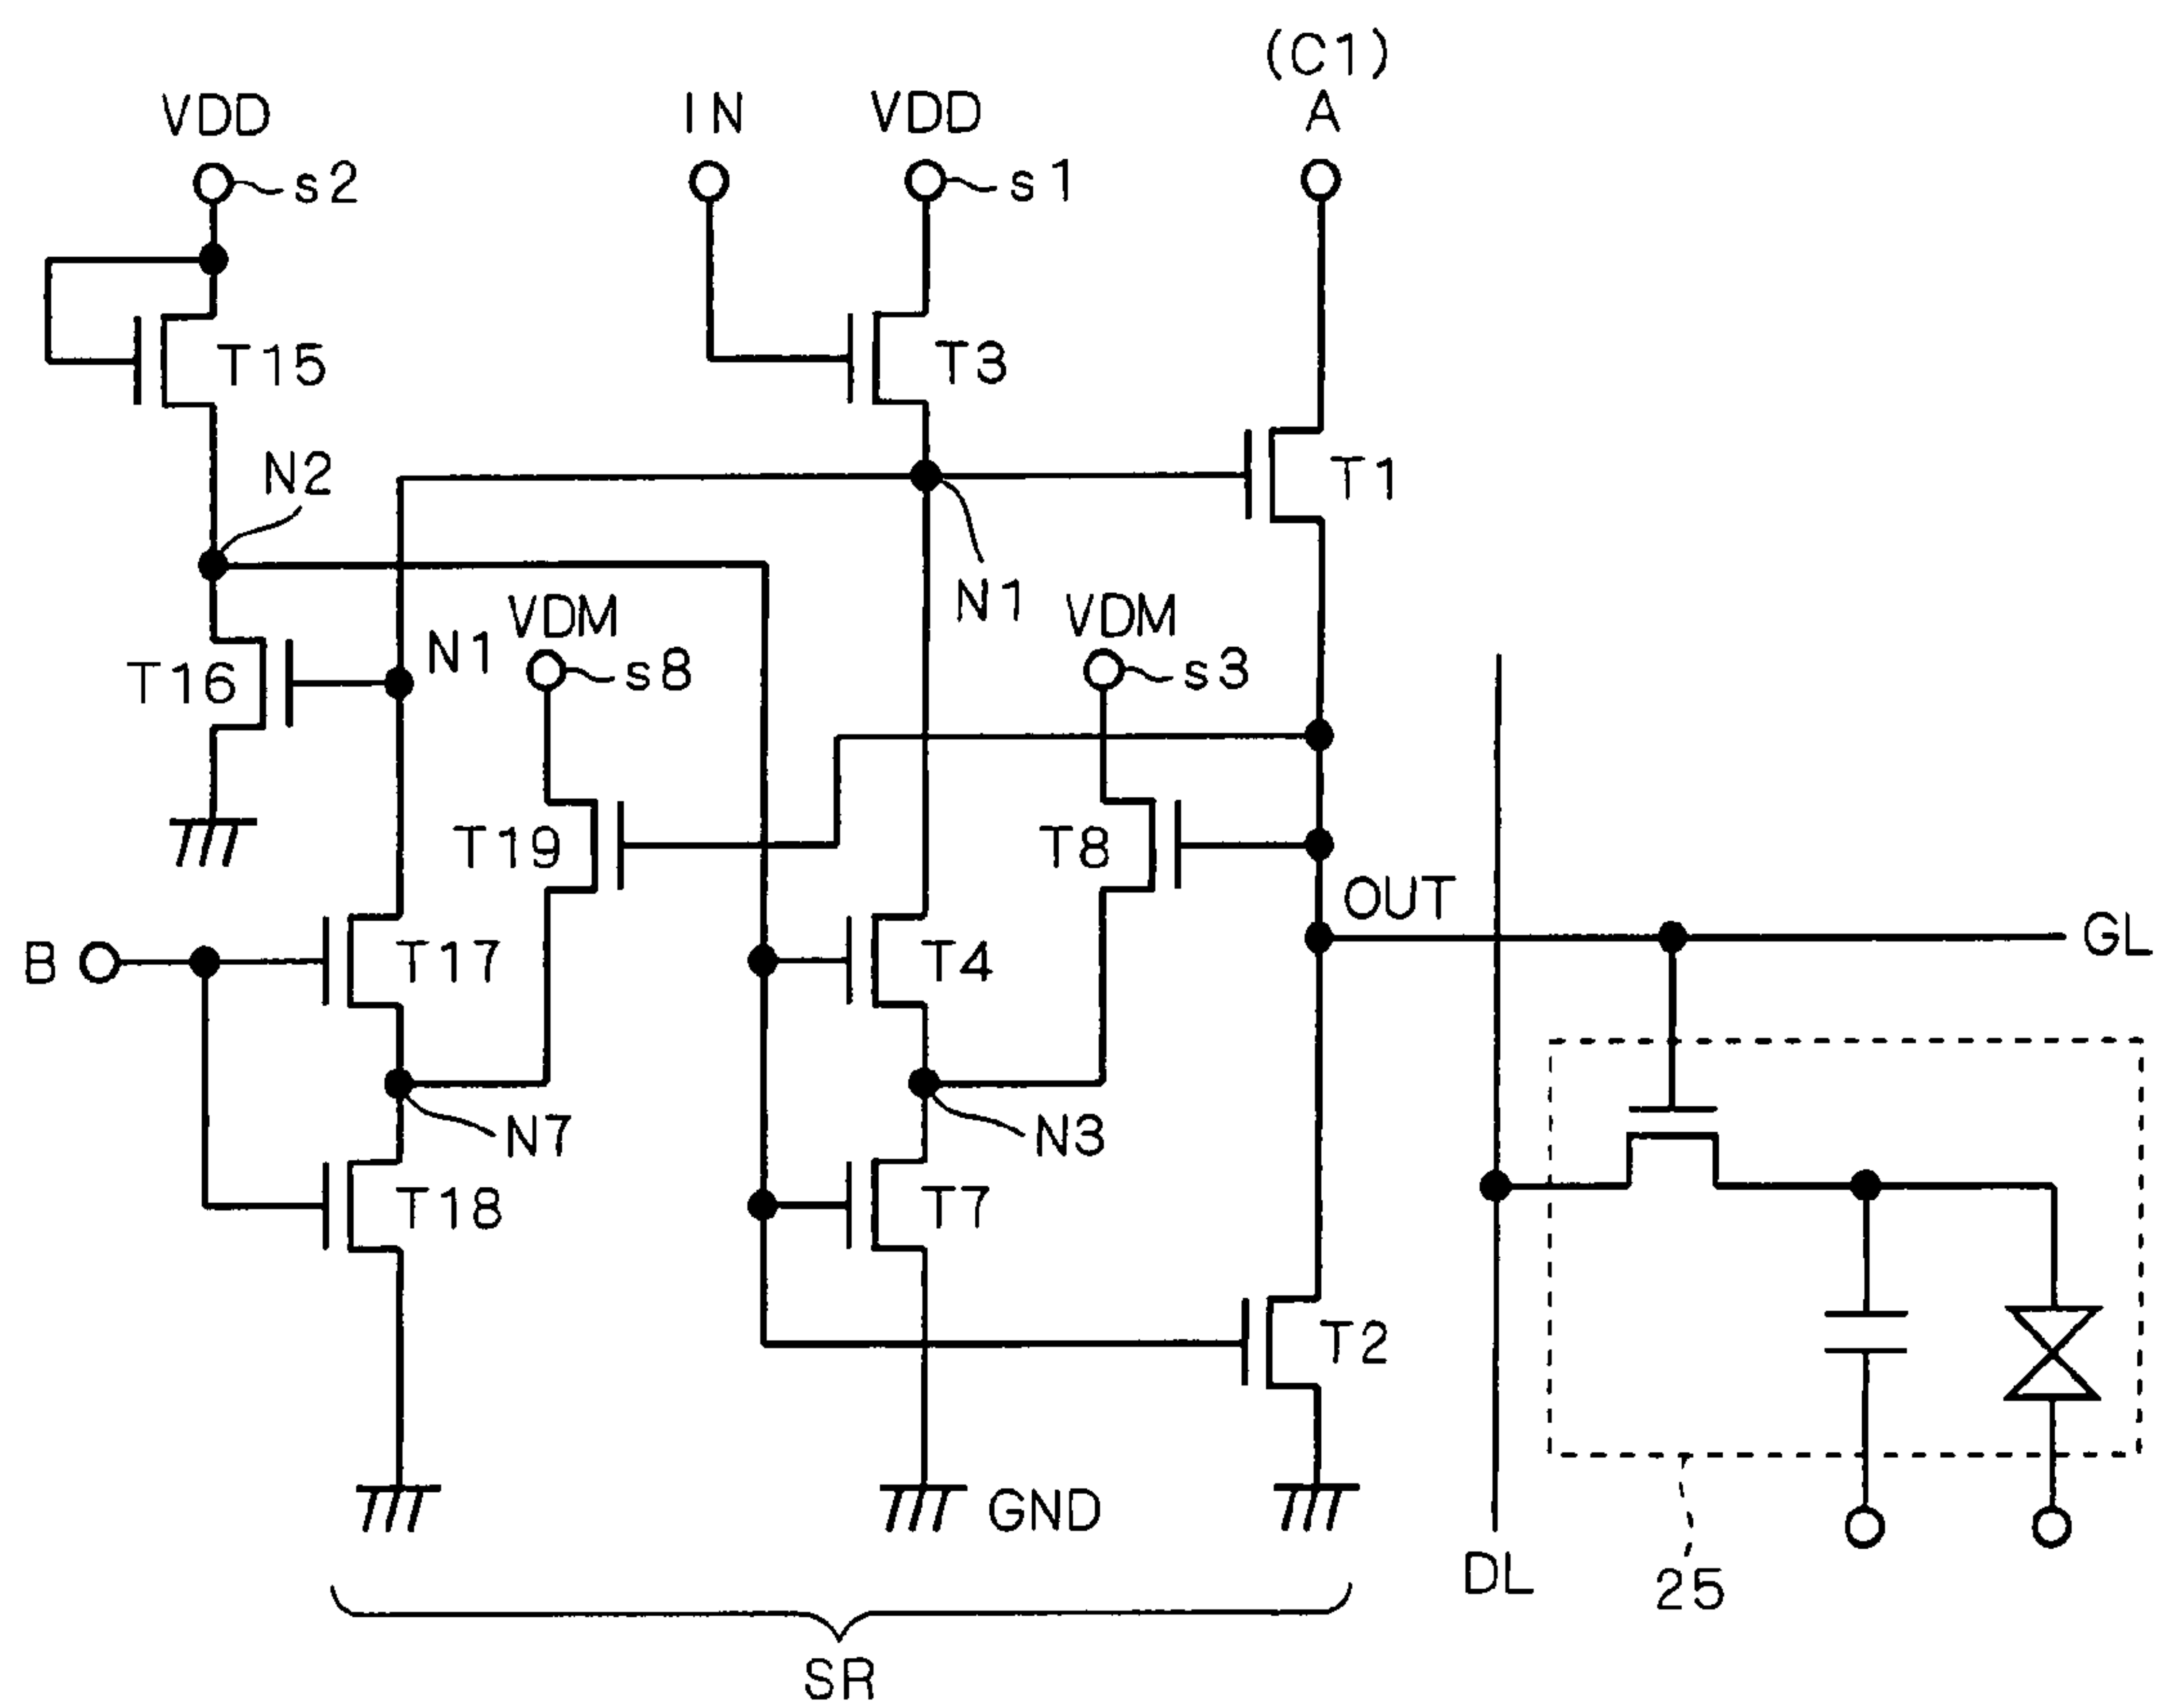 (C1)
VDD
IN
VDD
A
s2
s1
T15
T3
N2
T1
N1
VDM
VDM
N1
T16
s8
s3
T19
T8
OUT
GL
B
T17
T4
N7
N3
T18
T7
T2
GND
DL
25
SR